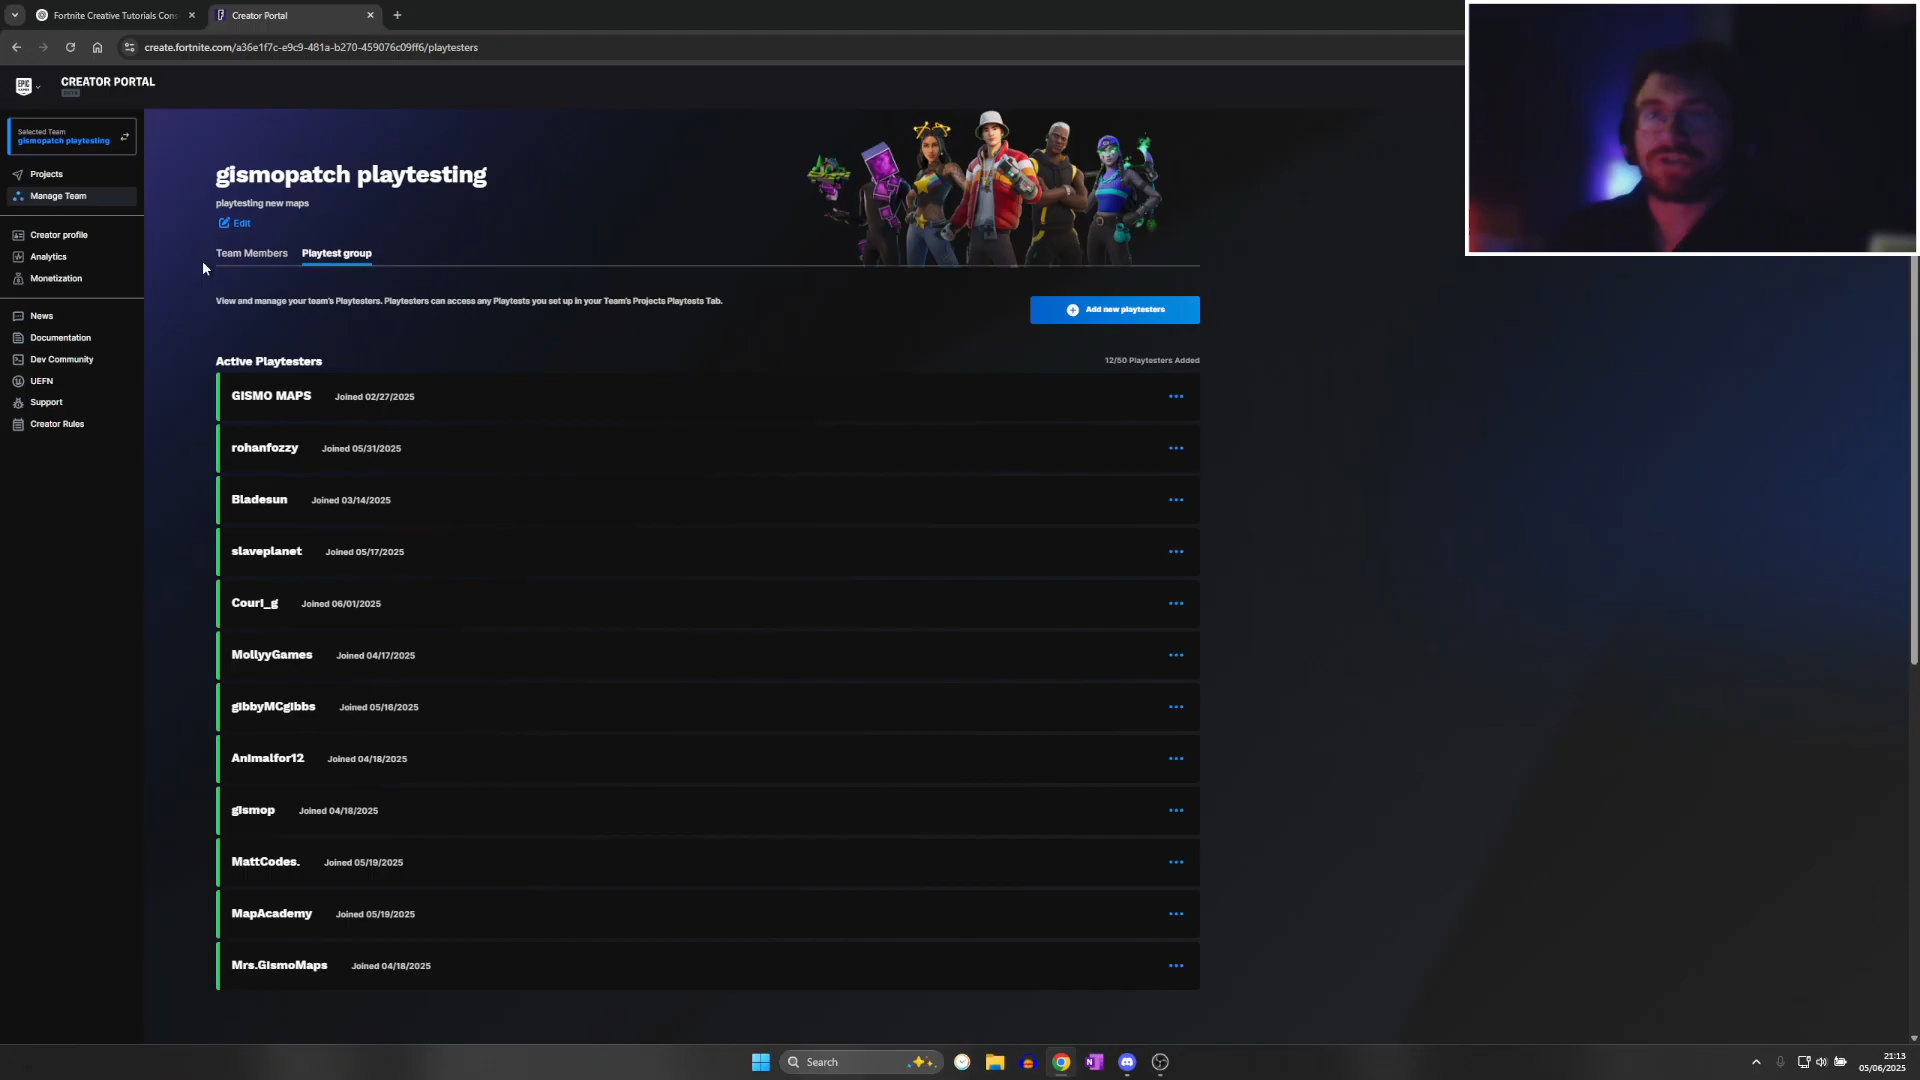 Fortnite Creative Tutorials Cons
Creator Portal
create.fortnite.com/a36e1f7c-e9c9-481a-b270-459076c09ff6/playtesters
EPIC GAMES
CREATOR PORTAL
BETA
Selected Team
gismopatch playtesting
Projects
Manage Team
Creator profile
Analytics
Monetization
News
Documentation
Dev Community
UEFN
Support
Creator Rules
gismopatch playtesting
playtesting new maps
Edit
Team Members
Playtest group
View and manage your team's Playtesters. Playtesters can access any Playtests you set up in your Team's Projects Playtests Tab.
Add new playtesters
Active Playtesters
12/50 Playtesters Added
GISMO MAPS Joined 02/27/2025
rohanfozzy Joined 05/31/2025
Bladesun Joined 03/14/2025
slaveplanet Joined 05/17/2025
Joined 06/01/2025
MollyyGames Joined 04/17/2025
gibbyMCgibbs Joined 05/16/2025
Animalfor12 Joined 04/18/2025
gismop Joined 04/18/2025
MattCodes. Joined 05/19/2025
MapAcademy Joined 05/19/2025
Mrs.GismoMaps Joined 04/18/2025
Search
21:13
05/06/2025